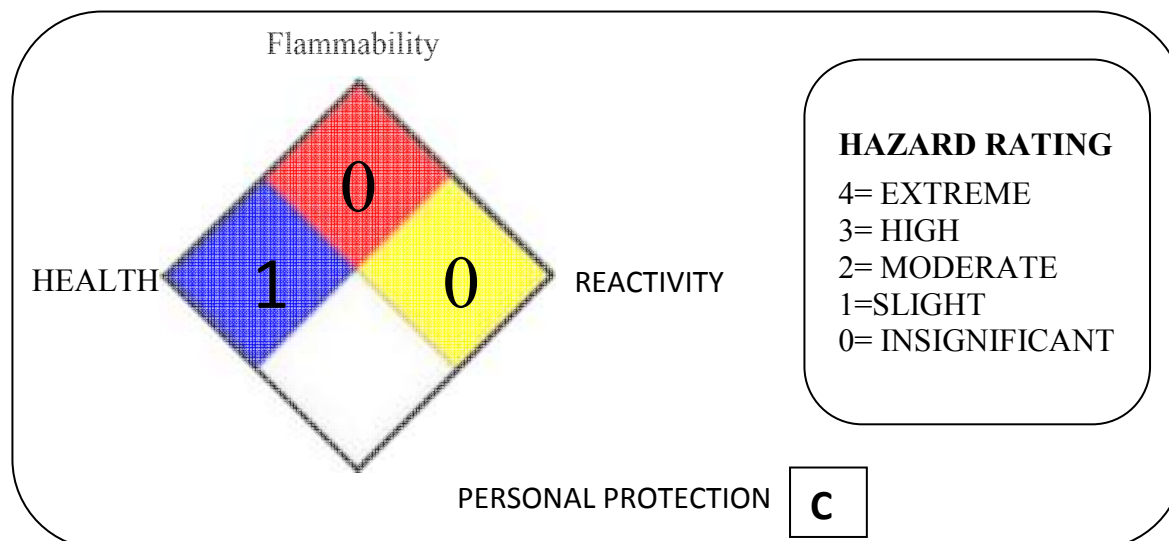 Flammability
0
HEALTH
1
0
REACTIVITY
PERSONAL PROTECTION C
HAZARD RATING
4= EXTREME
3= HIGH
2= MODERATE
1=SLIGHT
0= INSIGNIFICANT